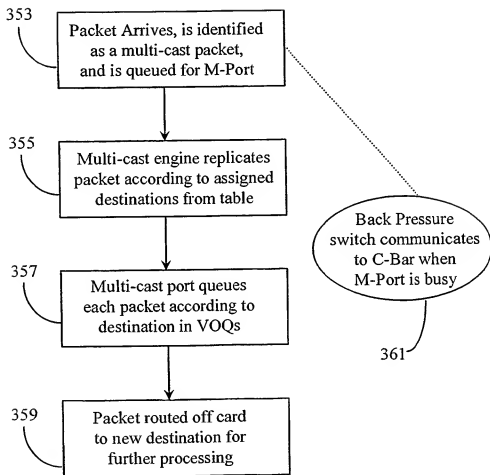 353
Packet Arrives, is identified
as a multi-cast packet,
and is queued for M-Port
355
Multi-cast engine replicates
packet according to assigned
destinations from table
Back Pressure
switch communicates
to C-Bar when
M-Port is busy
361
357
Multi-cast port queues
each packet according to
destination in VOQs
359
Packet routed off card
to new destination for
further processing